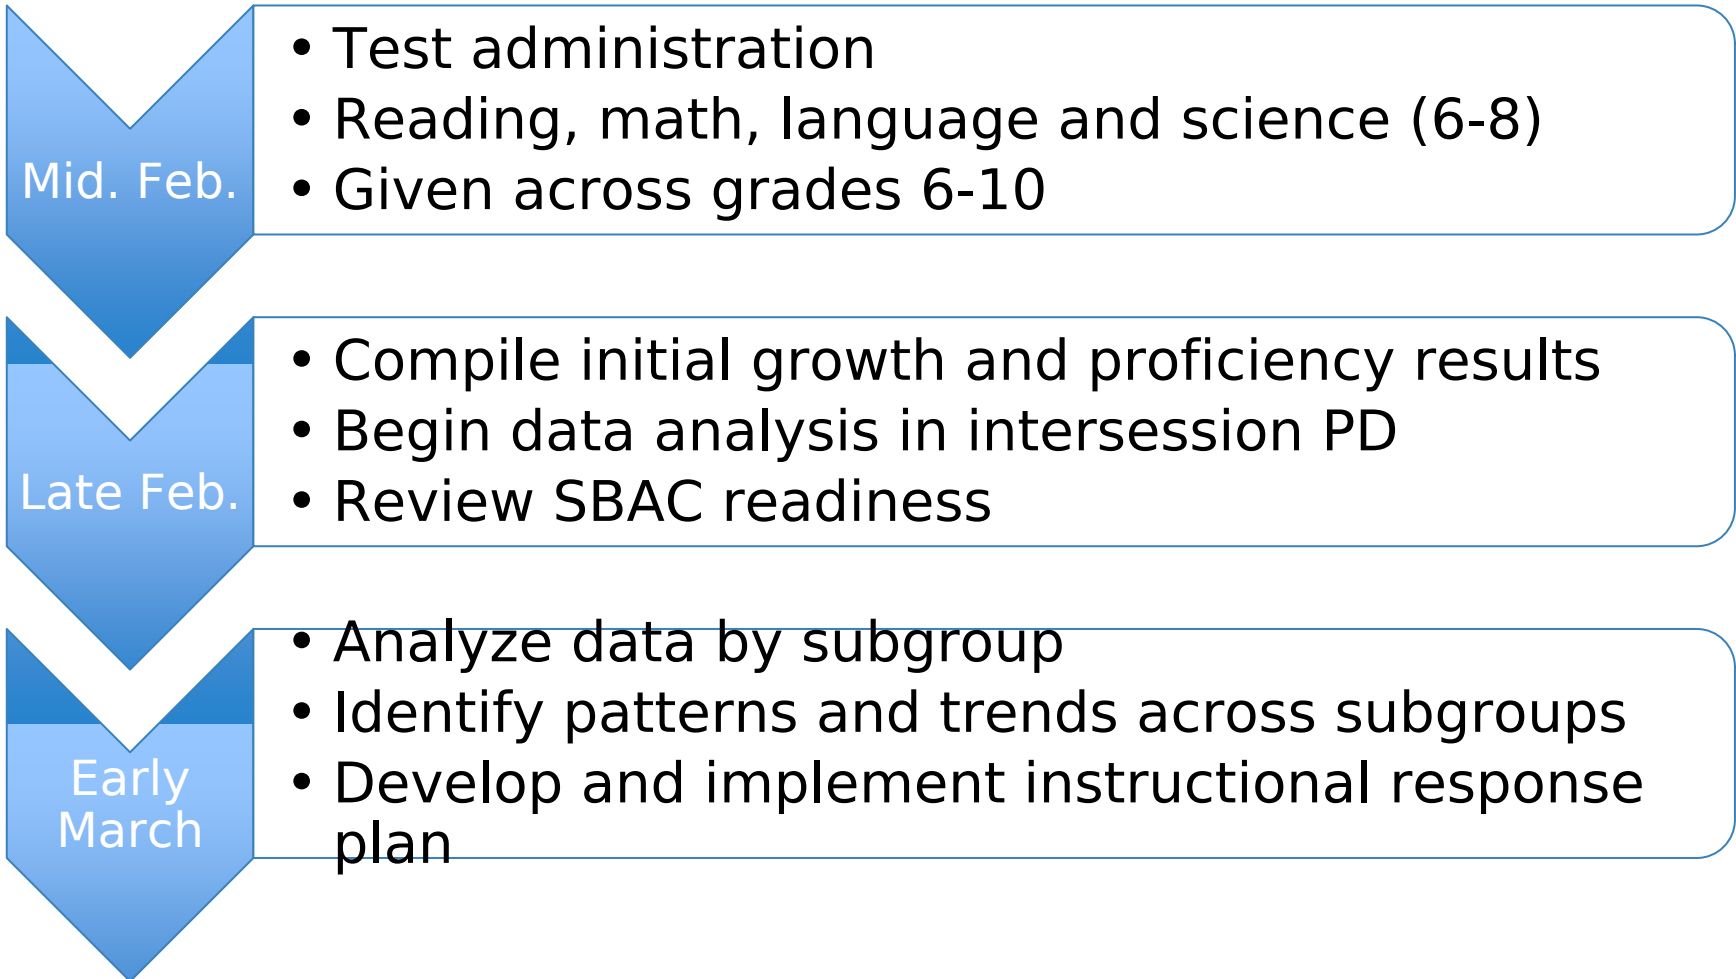 Mid. Feb.
• Test administration
• Reading, math, language and science (6-8)
• Given across grades 6-10
Late Feb.
• Compile initial growth and proficiency results
• Begin data analysis in intersession PD
• Review SBAC readiness
Early
March
• Analyze data by subgroup
• Identify patterns and trends across subgroups
• Develop and implement instructional response
plan